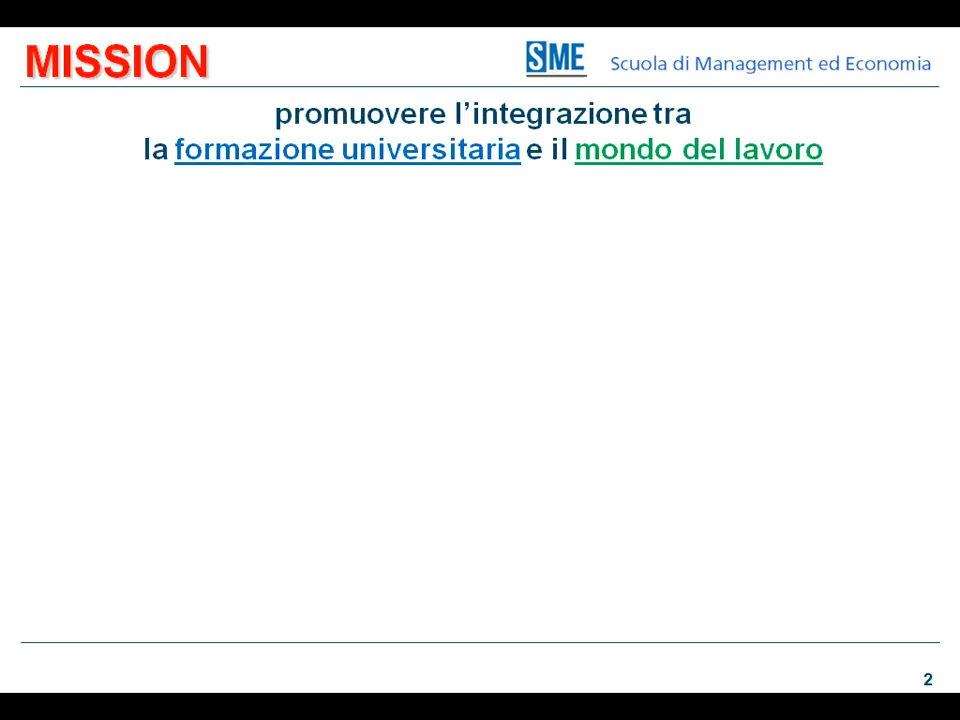 MISSION
SME Scuola di Management ed Economia
promuovere l’integrazione tra
la formazione universitaria e il mondo del lavoro
2